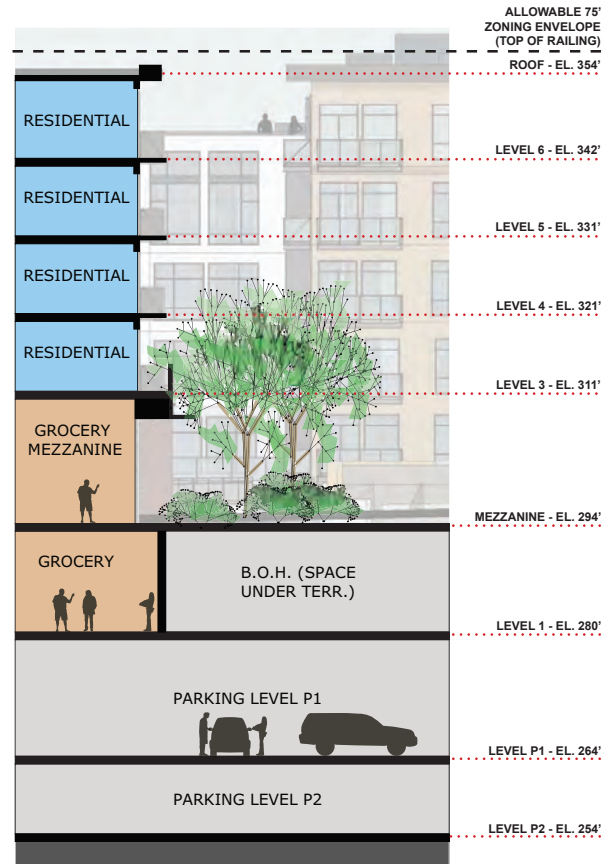 ALLOWABLE 75'
ZONING ENVELOPE
(TOP OF RAILING)
ROOF - EL. 354'
RESIDENTIAL
LEVEL 6 - EL. 342'
RESIDENTIAL
LEVEL 5 - EL. 331'
RESIDENTIAL
LEVEL 4 - EL. 321'
RESIDENTIAL
LEVEL 3 - EL. 311'
GROCERY
MEZZANINE
MEZZANINE - EL. 294'
GROCERY
B.O.H. (SPACE
UNDER TERR.)
LEVEL 1 - EL. 280'
PARKING LEVEL P1
LEVEL P1 - EL. 264'
PARKING LEVEL P2
LEVEL P2 - EL. 254'